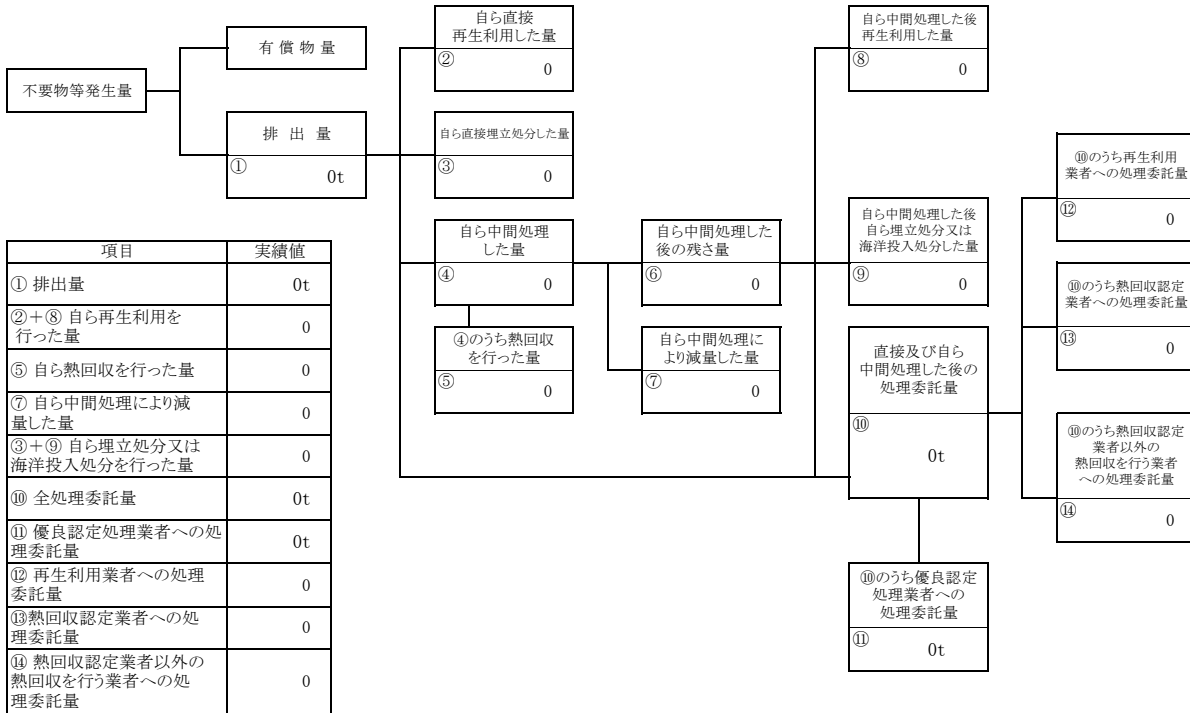 不要物等発生量
有 償 物 量
排 出 量
① 0t
自ら直接
再生利用した量
② 0
自ら直接埋立処分した量
③ 0
自ら中間処理
した量
④ 0
④のうち熱回収
を行った量
⑤ 0
自ら中間処理した
後の残さ量
⑥ 0
自ら中間処理に
より減量した量
⑦ 0
自ら中間処理した後
再生利用した量
⑧ 0
自ら中間処理した後
自ら埋立処分又は
海洋投入処分した量
⑨ 0
直接及び自ら
中間処理した後の
処理委託量
⑩
0t
⑩のうち優良認定
処理業者への
処理委託量
⑪ 0t
⑩のうち再生利用
業者への処理委託量
⑫ 0
⑩のうち熱回収認定
業者への処理委託量
⑬ 0
⑩のうち熱回収認定
業者以外の
熱回収を行う業者
への処理委託量
⑭ 0
項目 実績値
① 排出量 0t
②+⑧ 自ら再生利用を
行った量 0
⑤ 自ら熱回収を行った量 0
⑦ 自ら中間処理により減
量した量 0
③+⑨ 自ら埋立処分又は
海洋投入処分を行った量 0
⑩ 全処理委託量 0t
⑪ 優良認定処理業者への処
理委託量 0t
⑫ 再生利用業者への処理
委託量 0
⑬熱回収認定業者への処
理委託量 0
⑭ 熱回収認定業者以外の
熱回収を行う業者への処
理委託量 0